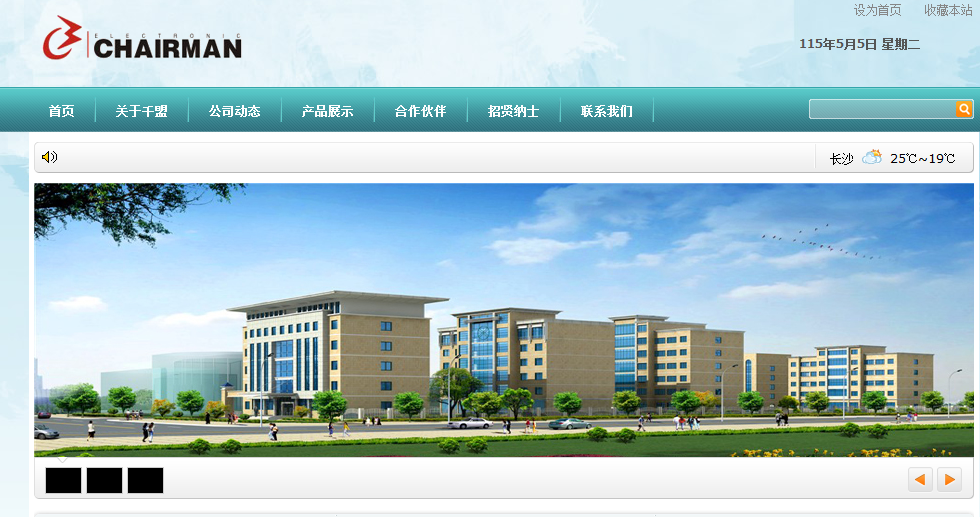 设为首页 收藏本站
ELECTRONIC
CHAIRMAN
115年5月5日 星期二
首页 关于千盟 公司动态 产品展示 合作伙伴 招贤纳士 联系我们
长沙 25℃~19℃